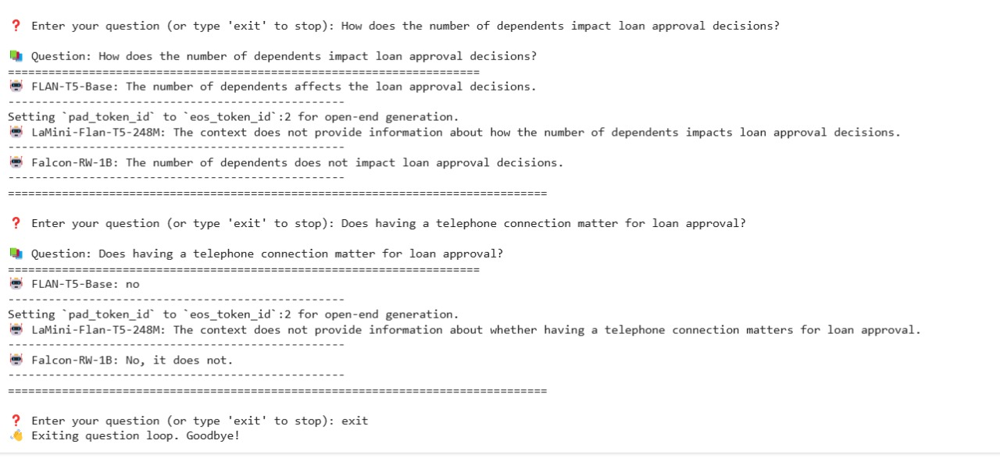 ❓ Enter your question (or type 'exit' to stop): How does the number of dependents impact loan approval decisions?
📚 Question: How does the number of dependents impact loan approval decisions?
======================================================================
🤖 FLAN-T5-Base: The number of dependents affects the loan approval decisions.
--------------------------------------------------
Setting `pad_token_id` to `eos_token_id`:2 for open-end generation.
🤖 LaMini-Flan-T5-248M: The context does not provide information about how the number of dependents impacts loan approval decisions.
--------------------------------------------------
🤖 Falcon-RW-1B: The number of dependents does not impact loan approval decisions.
--------------------------------------------------
================================================================================
❓ Enter your question (or type 'exit' to stop): Does having a telephone connection matter for loan approval?
📚 Question: Does having a telephone connection matter for loan approval?
======================================================================
🤖 FLAN-T5-Base: no
--------------------------------------------------
Setting `pad_token_id` to `eos_token_id`:2 for open-end generation.
🤖 LaMini-Flan-T5-248M: The context does not provide information about whether having a telephone connection matters for loan approval.
--------------------------------------------------
🤖 Falcon-RW-1B: No, it does not.
--------------------------------------------------
================================================================================
❓ Enter your question (or type 'exit' to stop): exit
👋 Exiting question loop. Goodbye!